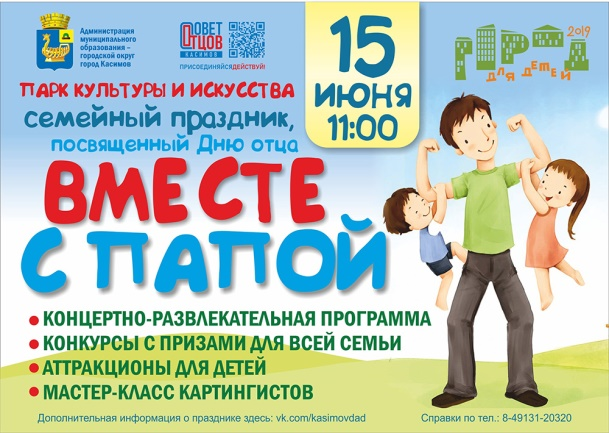 Администрация
муниципального
образования –
городской округ
город Касимов
СОВЕТ
ОТЦОВ
КАСИМОВ
ПРИСОЕДИНЯЙСЯДЕЙСТВУЙ!
15
ИЮНЯ
11:00
ГОРОД
2019
ДЛЯ ДЕТЕЙ
ПАРК КУЛЬТУРЫ И ИСКУССТВА
СЕМЕЙНЫЙ ПРАЗДНИК,
ПОСВЯЩЕННЫЙ ДНЮ ОТЦА
ВМЕСТЕ
С ПАПОЙ
• КОНЦЕРТНО-РАЗВЛЕКАТЕЛЬНАЯ ПРОГРАММА
• КОНКУРСЫ С ПРИЗАМИ ДЛЯ ВСЕЙ СЕМЬИ
• АТТРАКЦИОНЫ ДЛЯ ДЕТЕЙ
• МАСТЕР-КЛАСС КАРТИНГИСТОВ
Дополнительная информация о празднике здесь: vk.com/kasimovdad
Справки по тел.: 8-49131-20320